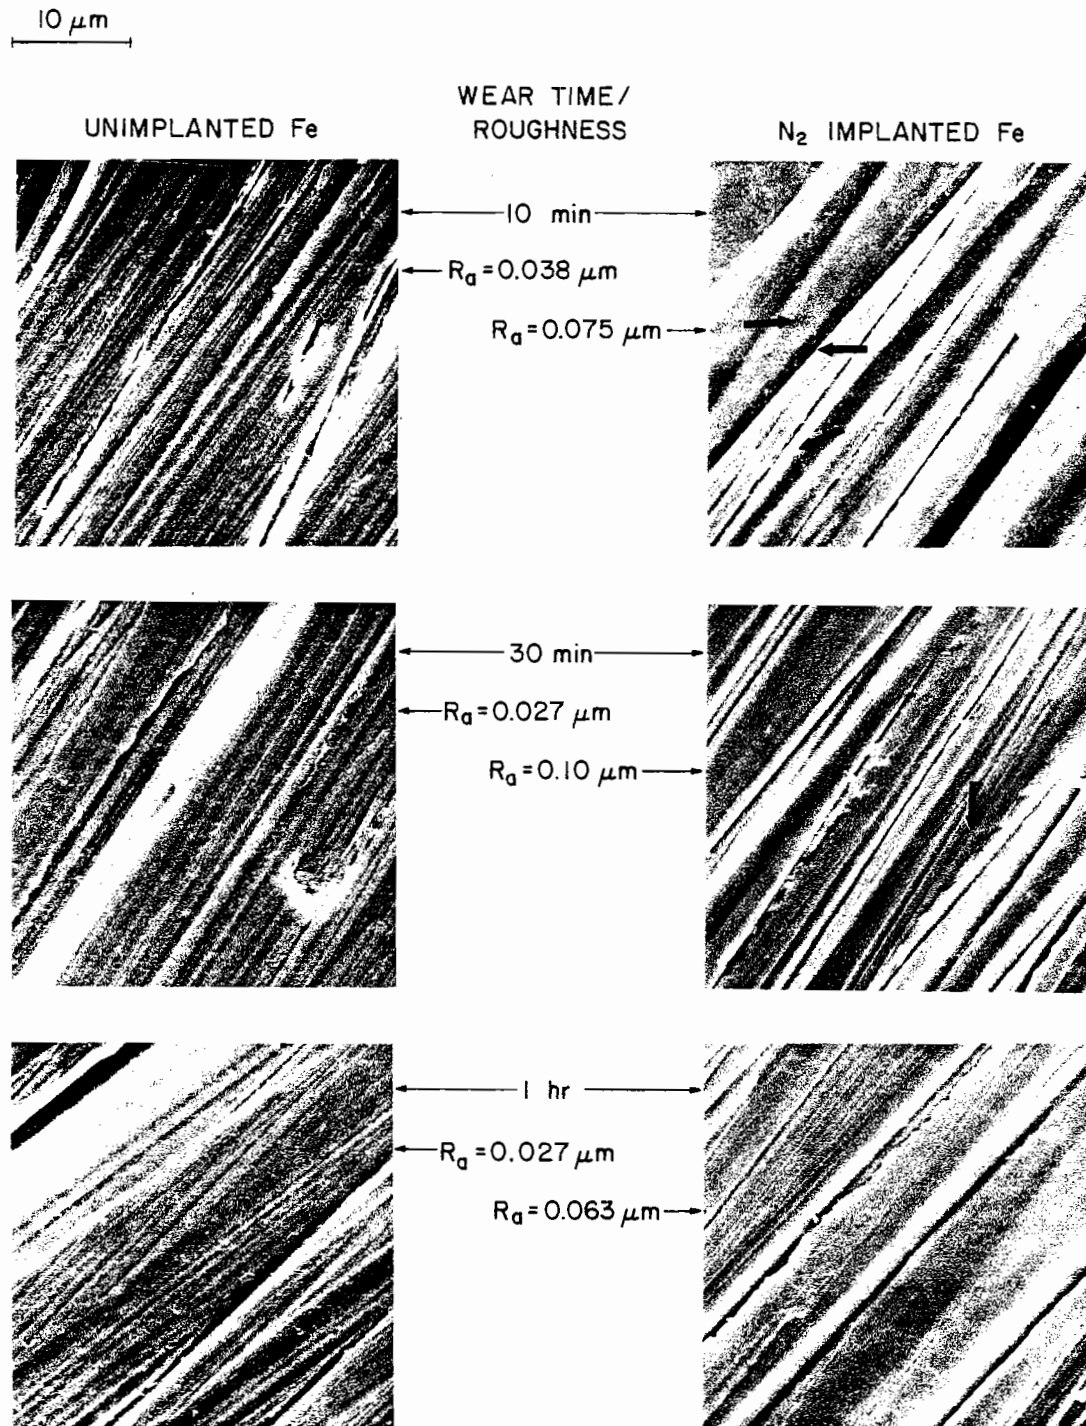 10 μm
WEAR TIME/
ROUGHNESS
UNIMPLANTED Fe
N₂ IMPLANTED Fe
10 min
Rₐ = 0.038 μm
Rₐ = 0.075 μm
30 min
Rₐ = 0.027 μm
Rₐ = 0.10 μm
1 hr
Rₐ = 0.027 μm
Rₐ = 0.063 μm